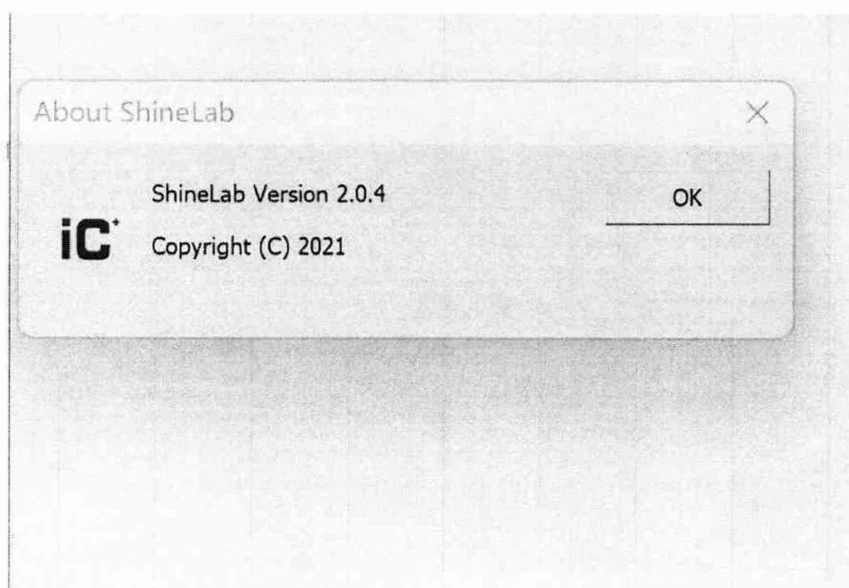 About ShineLab
ShineLab Version 2.0.4
OK
iC+
Copyright (C) 2021